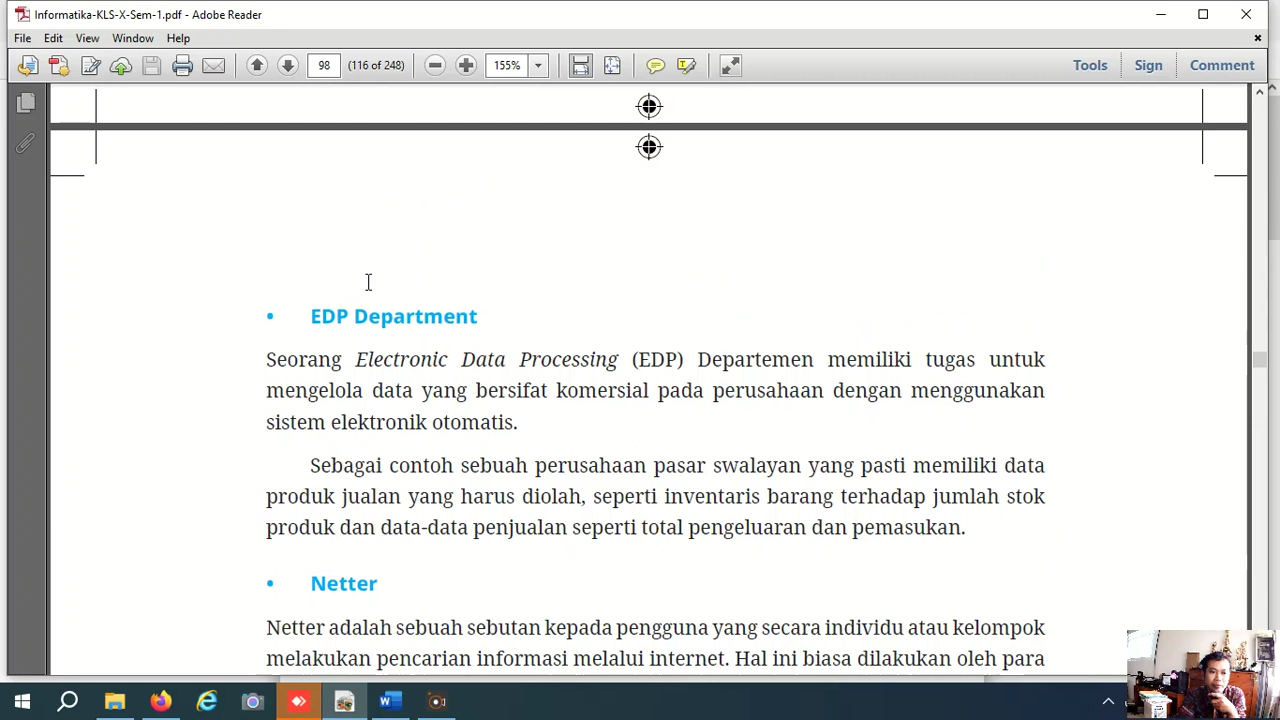 Informatika-KLS-X-Sem-1.pdf - Adobe Reader
File Edit View Window Help
98 (116 of 248) 155% Tools Sign Comment
• EDP Department
Seorang Electronic Data Processing (EDP) Departemen memiliki tugas untuk
mengelola data yang bersifat komersial pada perusahaan dengan menggunakan
sistem elektronik otomatis.
Sebagai contoh sebuah perusahaan pasar swalayan yang pasti memiliki data
produk jualan yang harus diolah, seperti inventaris barang terhadap jumlah stok
produk dan data-data penjualan seperti total pengeluaran dan pemasukan.
• Netter
Netter adalah sebuah sebutan kepada pengguna yang secara individu atau kelompok
melakukan pencarian informasi melalui internet. Hal ini biasa dilakukan oleh para